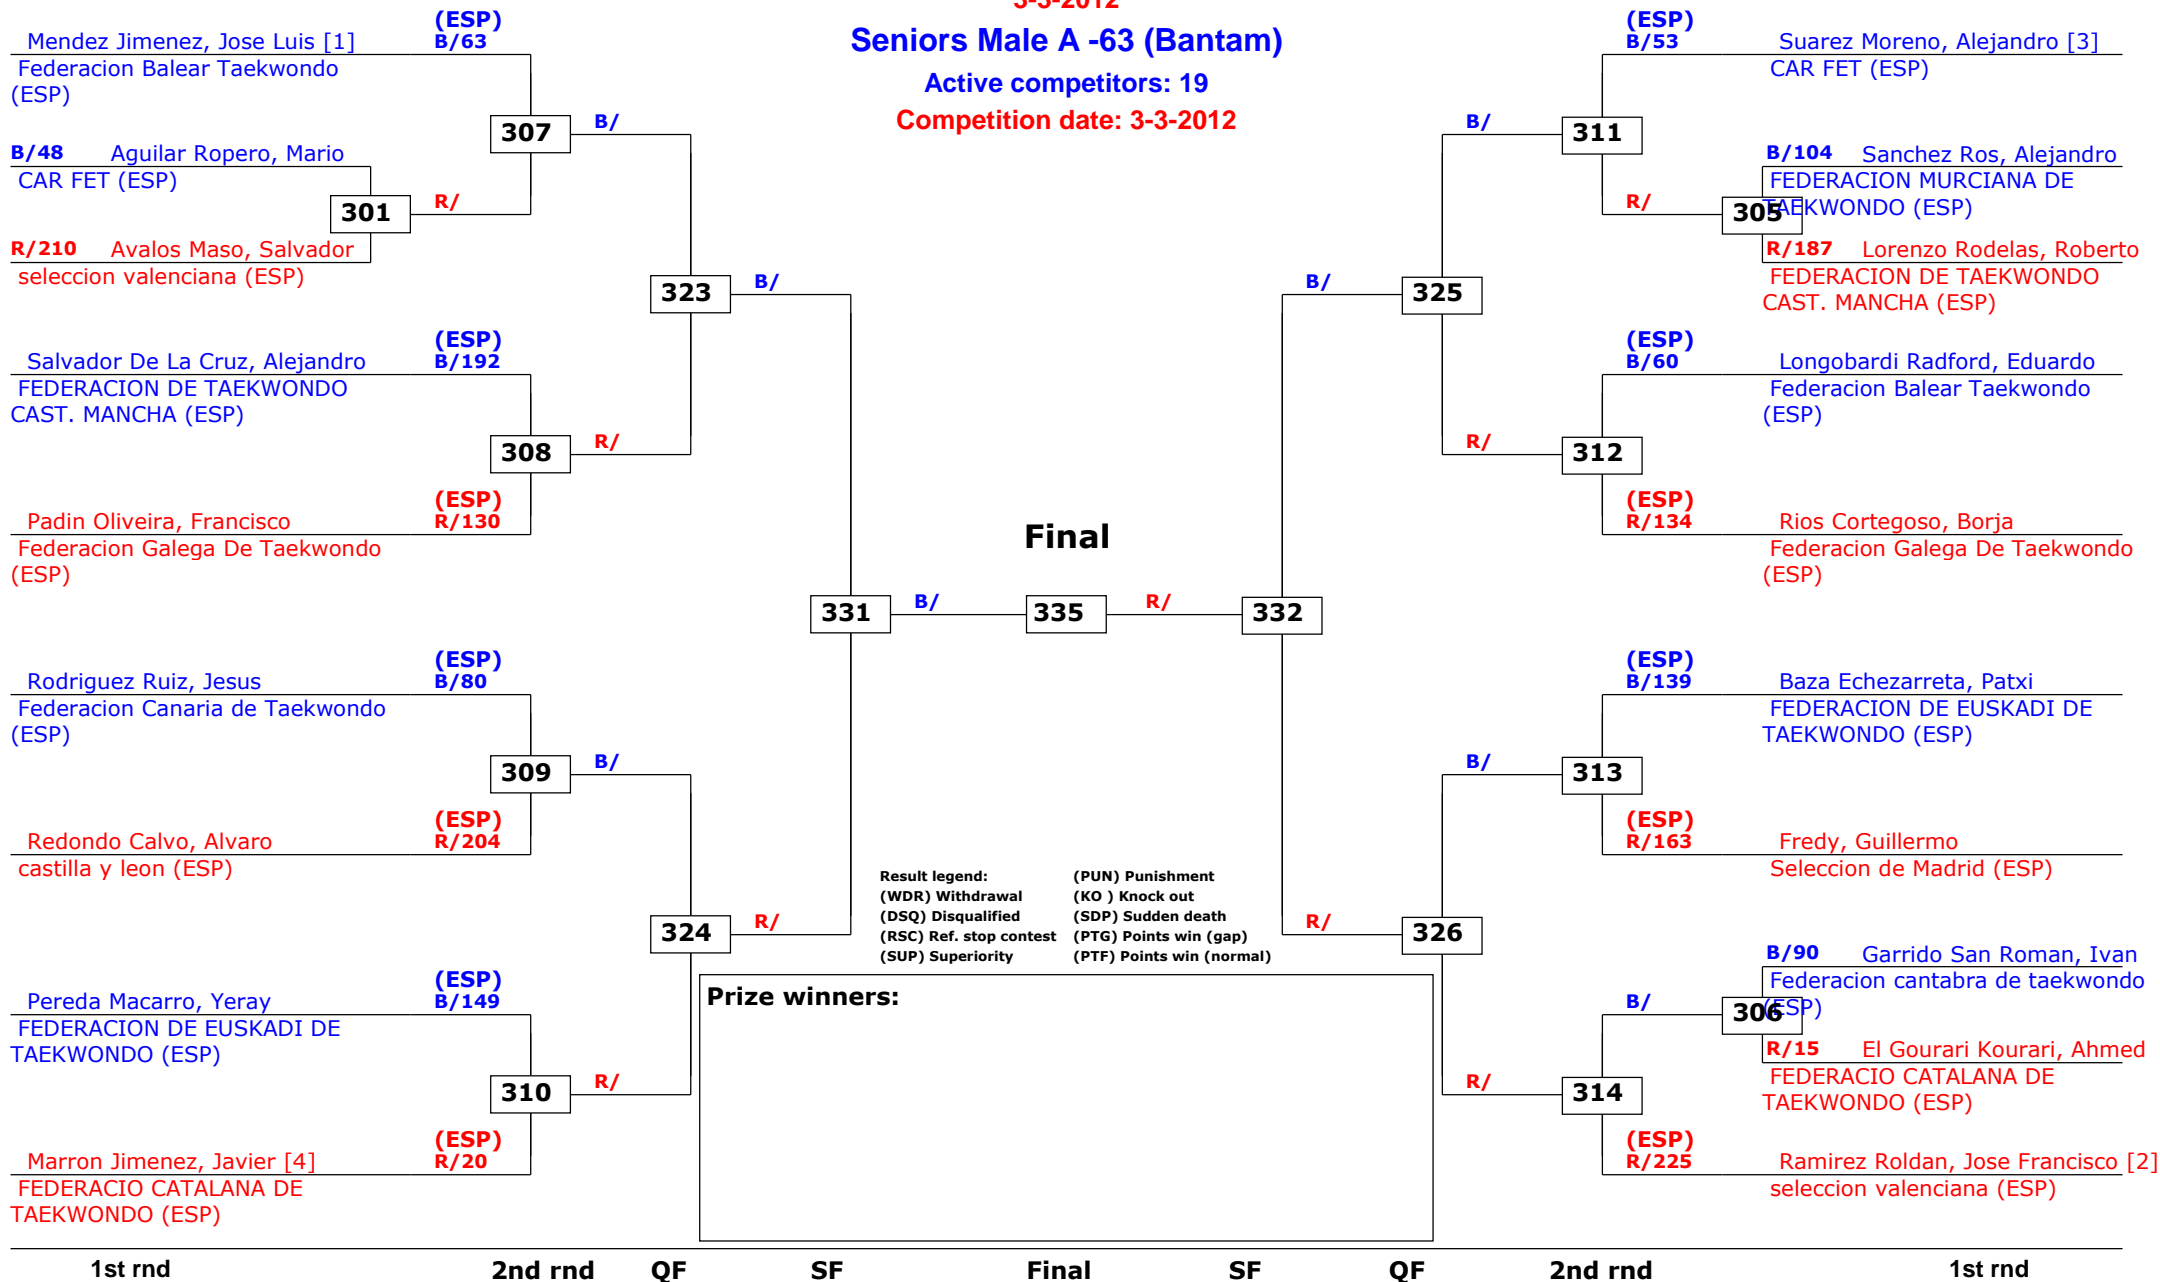 3-3-2012
Seniors Male A -63 (Bantam)
Active competitors: 19
Competition date: 3-3-2012
(ESP)
Mendez Jimenez, Jose Luis [1] B/63
Federacion Balear Taekwondo
(ESP)
307
B/
B/48 Aguilar Ropero, Mario
CAR FET (ESP)
301
R/
R/210 Avalos Maso, Salvador
seleccion valenciana (ESP)
323
B/
(ESP)
Salvador De La Cruz, Alejandro B/192
FEDERACION DE TAEKWONDO
CAST. MANCHA (ESP)
308
R/
(ESP)
Padin Oliveira, Francisco R/130
Federacion Galega De Taekwondo
(ESP)
331
B/
(ESP)
Rodriguez Ruiz, Jesus B/80
Federacion Canaria de Taekwondo
(ESP)
309
B/
(ESP)
Redondo Calvo, Alvaro R/204
castilla y leon (ESP)
324
R/
(ESP)
Pereda Macarro, Yeray B/149
FEDERACION DE EUSKADI DE
TAEKWONDO (ESP)
310
R/
(ESP)
Marron Jimenez, Javier [4] R/20
FEDERACIO CATALANA DE
TAEKWONDO (ESP)
Final
335
R/
332
(ESP)
B/53 Suarez Moreno, Alejandro [3]
CAR FET (ESP)
B/
311
B/104 Sanchez Ros, Alejandro
FEDERACION MURCIANA DE
TAEKWONDO (ESP)
R/
305
R/187 Lorenzo Rodelas, Roberto
FEDERACION DE TAEKWONDO
CAST. MANCHA (ESP)
B/
325
(ESP)
B/60 Longobardi Radford, Eduardo
Federacion Balear Taekwondo
(ESP)
R/
312
(ESP)
R/134 Rios Cortegoso, Borja
Federacion Galega De Taekwondo
(ESP)
(ESP)
B/139 Baza Echezarreta, Patxi
FEDERACION DE EUSKADI DE
TAEKWONDO (ESP)
B/
313
(ESP)
R/163 Fredy, Guillermo
Seleccion de Madrid (ESP)
R/
326
B/90 Garrido San Roman, Ivan
Federacion cantabra de taekwondo
(ESP)
B/
306
R/15 El Gourari Kourari, Ahmed
FEDERACIO CATALANA DE
TAEKWONDO (ESP)
R/
314
(ESP)
R/225 Ramirez Roldan, Jose Francisco [2]
seleccion valenciana (ESP)
Result legend: (PUN) Punishment
(WDR) Withdrawal (KO ) Knock out
(DSQ) Disqualified (SDP) Sudden death
(RSC) Ref. stop contest (PTG) Points win (gap)
(SUP) Superiority (PTF) Points win (normal)
Prize winners:
1st rnd 2nd rnd QF SF Final SF QF 2nd rnd 1st rnd